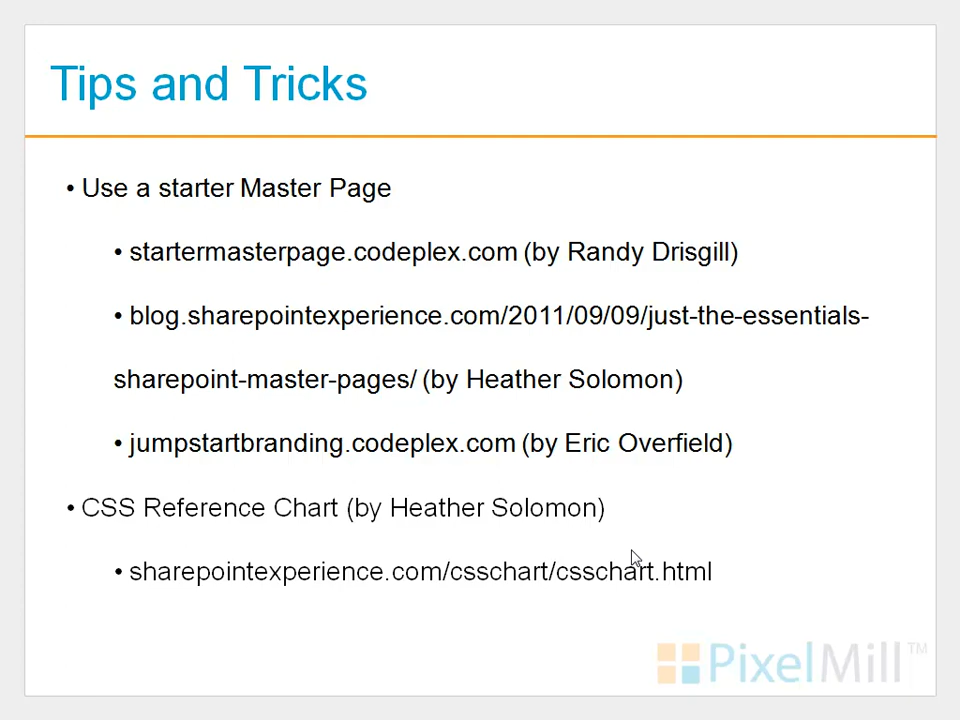 Tips and Tricks
• Use a starter Master Page
• startermasterpage.codeplex.com (by Randy Drisgill)
• blog.sharepointexperience.com/2011/09/09/just-the-essentials-
sharepoint-master-pages/ (by Heather Solomon)
• jumpstartbranding.codeplex.com (by Eric Overfield)
• CSS Reference Chart (by Heather Solomon)
• sharepointexperience.com/csschart/csschart.html
PixelMill™